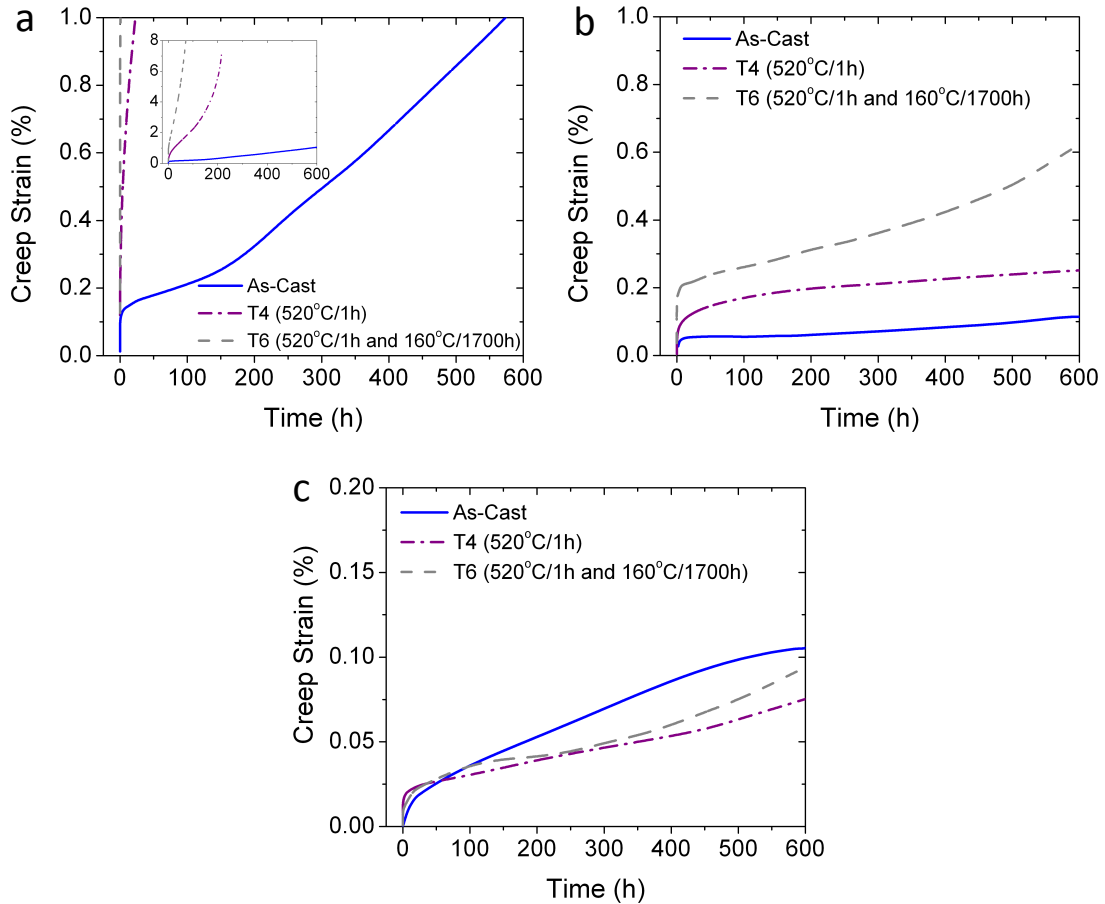 a
1.0
0.8
0.6
0.4
0.2
0.0
Creep Strain (%)
8
6
4
2
0
0 200 400 600
As-Cast
T4 (520°C/1h)
T6 (520°C/1h and 160°C/1700h)
0 100 200 300 400 500 600
Time (h)
b
1.0
0.8
0.6
0.4
0.2
0.0
Creep Strain (%)
As-Cast
T4 (520°C/1h)
T6 (520°C/1h and 160°C/1700h)
0 100 200 300 400 500 600
Time (h)
c
0.20
0.15
0.10
0.05
0.00
Creep Strain (%)
As-Cast
T4 (520°C/1h)
T6 (520°C/1h and 160°C/1700h)
0 100 200 300 400 500 600
Time (h)